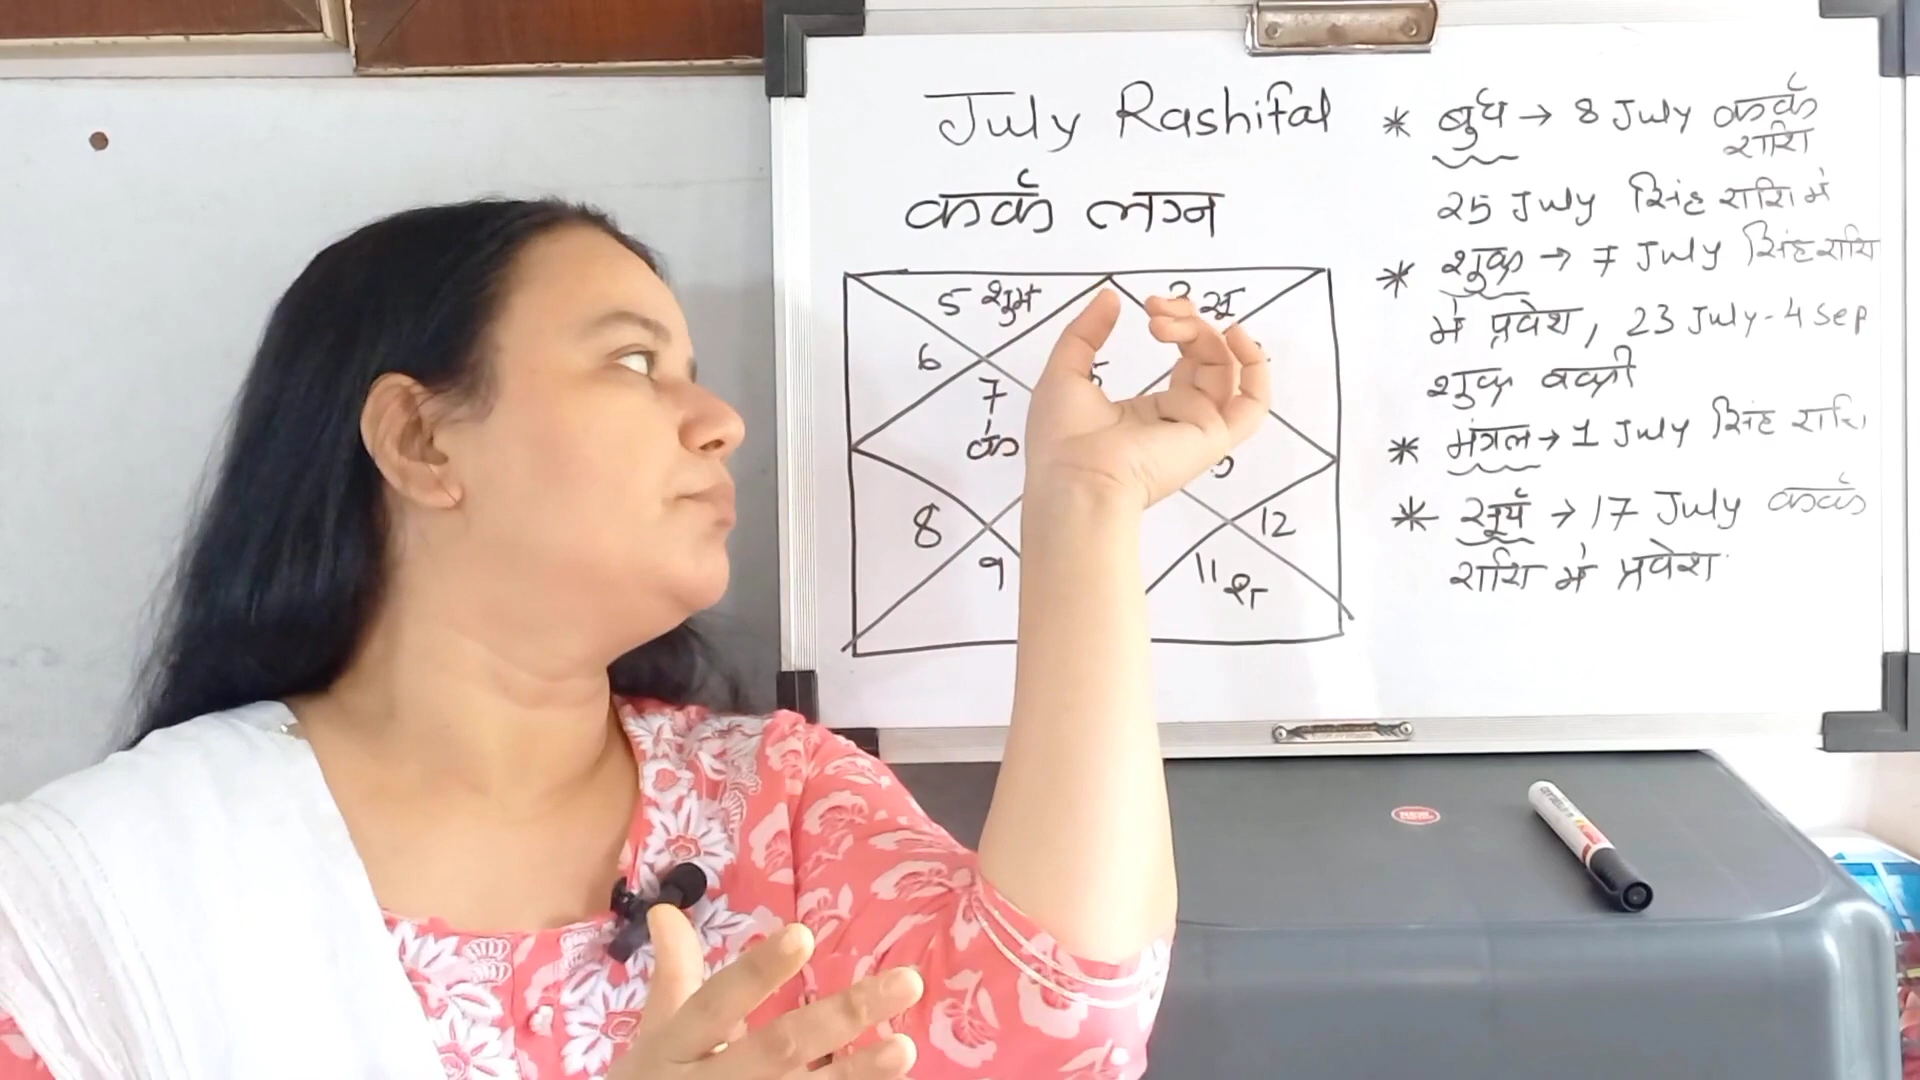 July Rashifal
कर्क लग्न
5 शु मं
सू
6
7
के
8
9
11 श
12
* बुध → 8 July कर्क
राशि
25 July सिंह राशि में
* शुक्र → 7 July सिंह राशि
में प्रवेश, 23 July - 4 Sep
शुक्र वक्री
* मंगल → 1 July सिंह राशि
* सूर्य → 17 July कर्क
राशि में प्रवेश
NEW